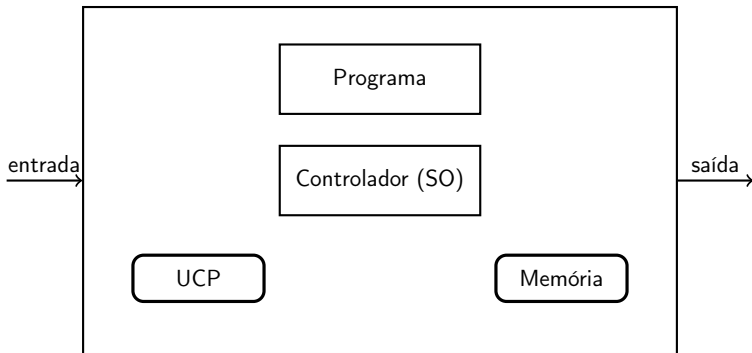 Programa
entrada
Controlador (SO)
saída
UCP
Memória